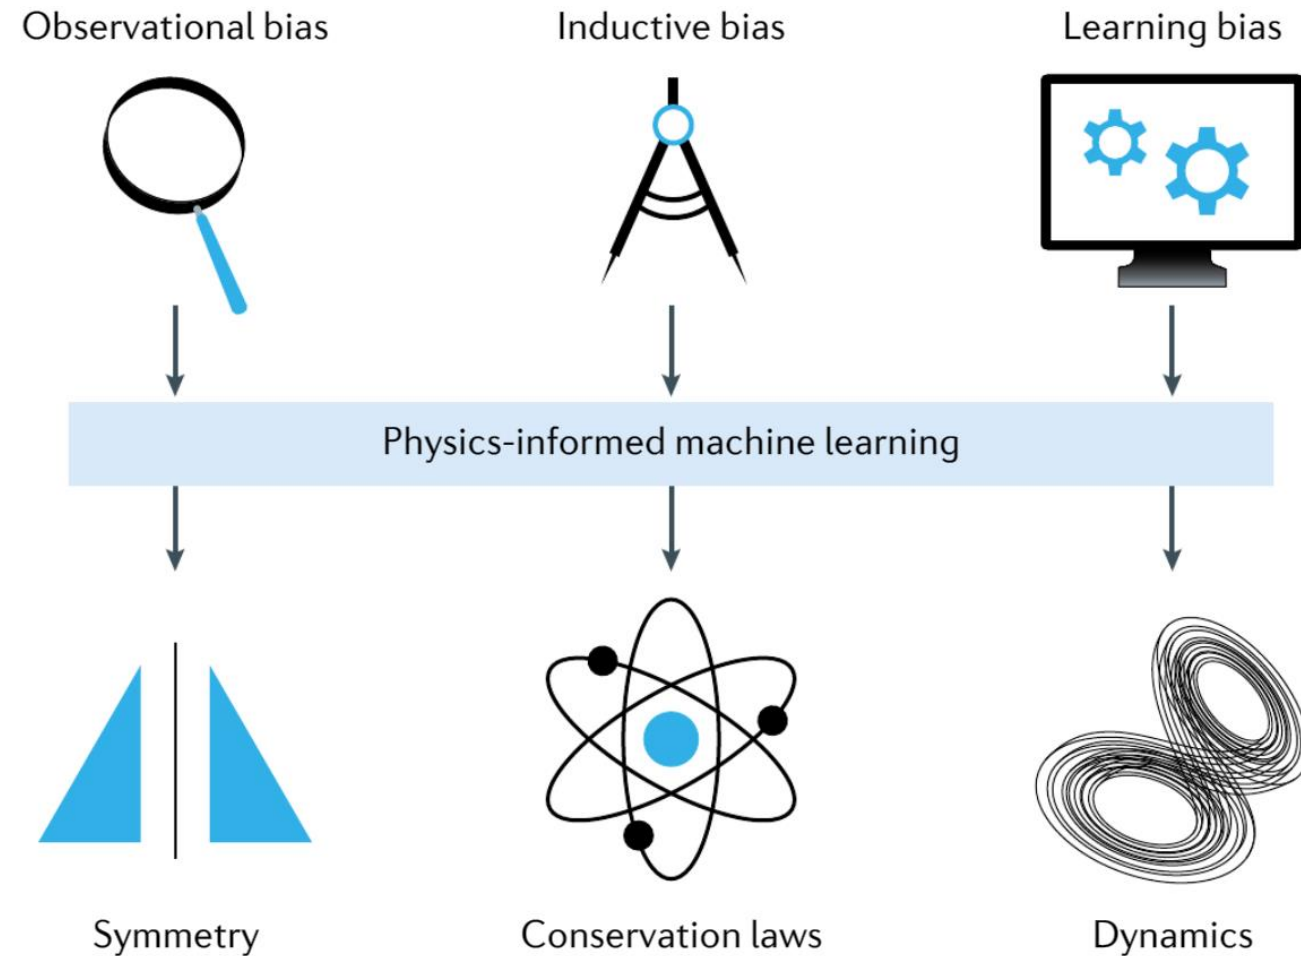 Observational bias
Inductive bias
Learning bias
Physics-informed machine learning
Symmetry
Conservation laws
Dynamics